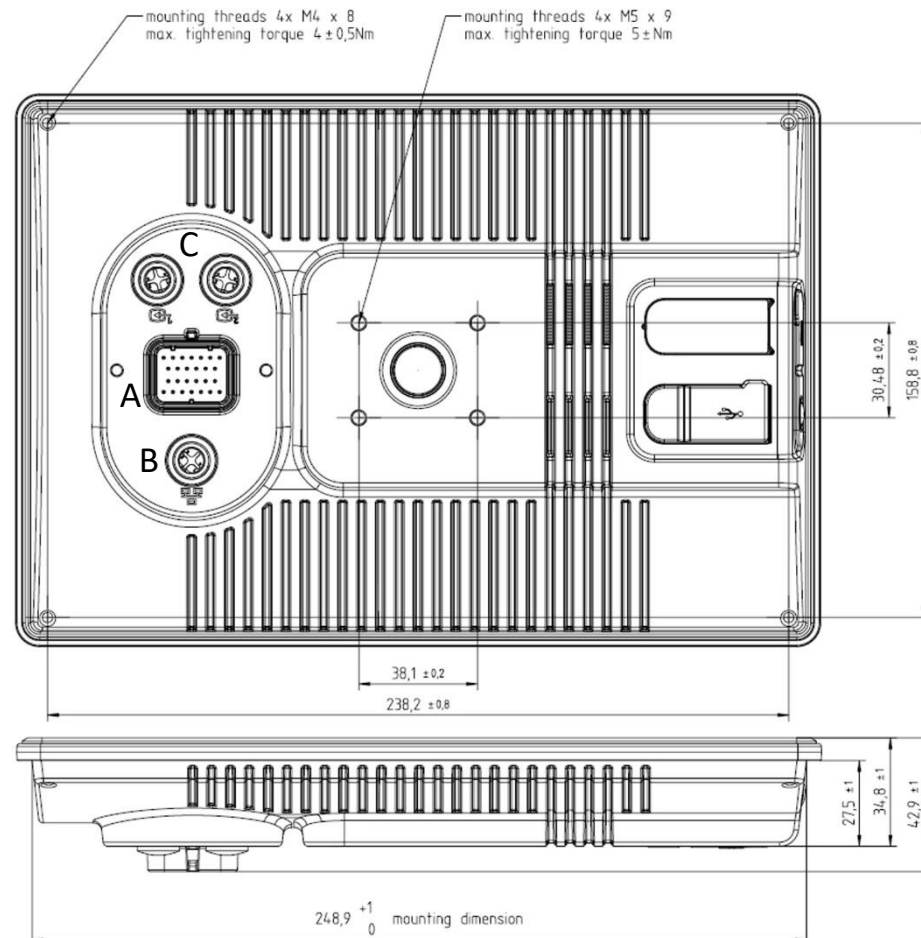 mounting threads 4x M4 x 8
max. tightening torque 4±0,5Nm
mounting threads 4x M5 x 9
max. tightening torque 5±Nm
C
1
2
A
B
30,48 ±0,2
158,8 ±0,8
38,1 ±0,2
238,2 ±0,8
27,5 ±1
34,8 ±1
42,9 ±1
248,9 +1 0 mounting dimension